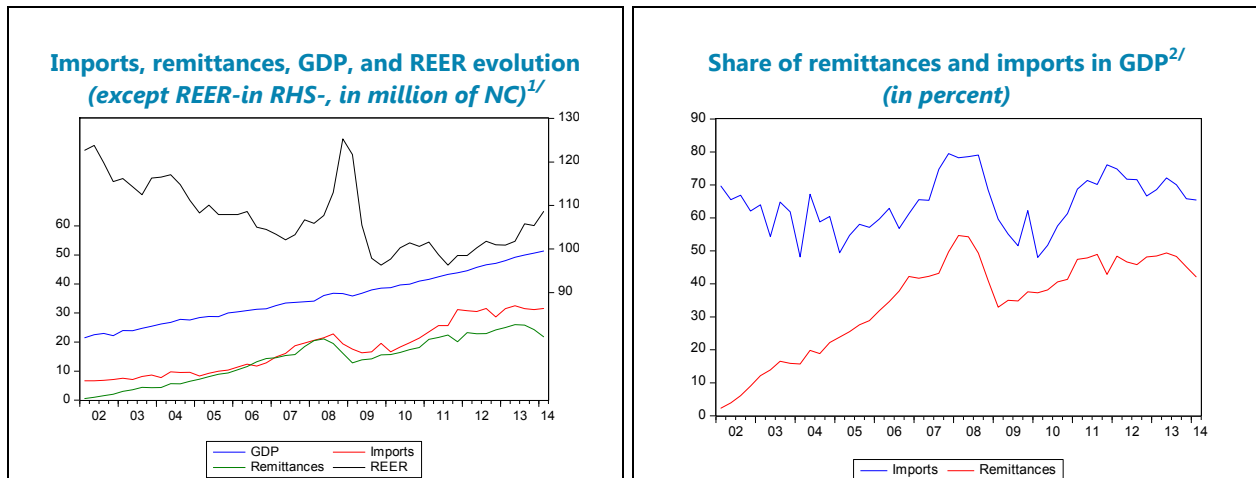 Imports, remittances, GDP, and REER evolution
(except REER-in RHS-, in million of NC)1/
130
120
110
100
90
60
50
40
30
20
10
0
02 03 04 05 06 07 08 09 10 11 12 13 14
GDP Imports
Remittances REER
Share of remittances and imports in GDP2/
(in percent)
90
80
70
60
50
40
30
20
10
0
02 03 04 05 06 07 08 09 10 11 12 13 14
Imports Remittances